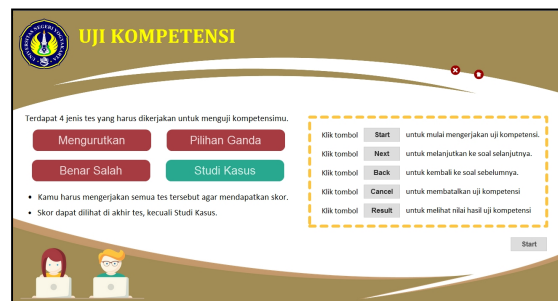 UJI KOMPETENSI
UNIVERSITAS NEGERI YOGYAKARTA
Terdapat 4 jenis tes yang harus dikerjakan untuk menguji kompetensimu.
Mengurutkan
Pilihan Ganda
Benar Salah
Studi Kasus
• Kamu harus mengerjakan semua tes tersebut agar mendapatkan skor.
• Skor dapat dilihat di akhir tes, kecuali Studi Kasus.
Klik tombol Start untuk mulai mengerjakan uji kompetensi.
Klik tombol Next untuk melanjutkan ke soal selanjutnya.
Klik tombol Back untuk kembali ke soal sebelumnya.
Klik tombol Cancel untuk membatalkan uji kompetensi
Klik tombol Result untuk melihat nilai hasil uji kompetensi
Start